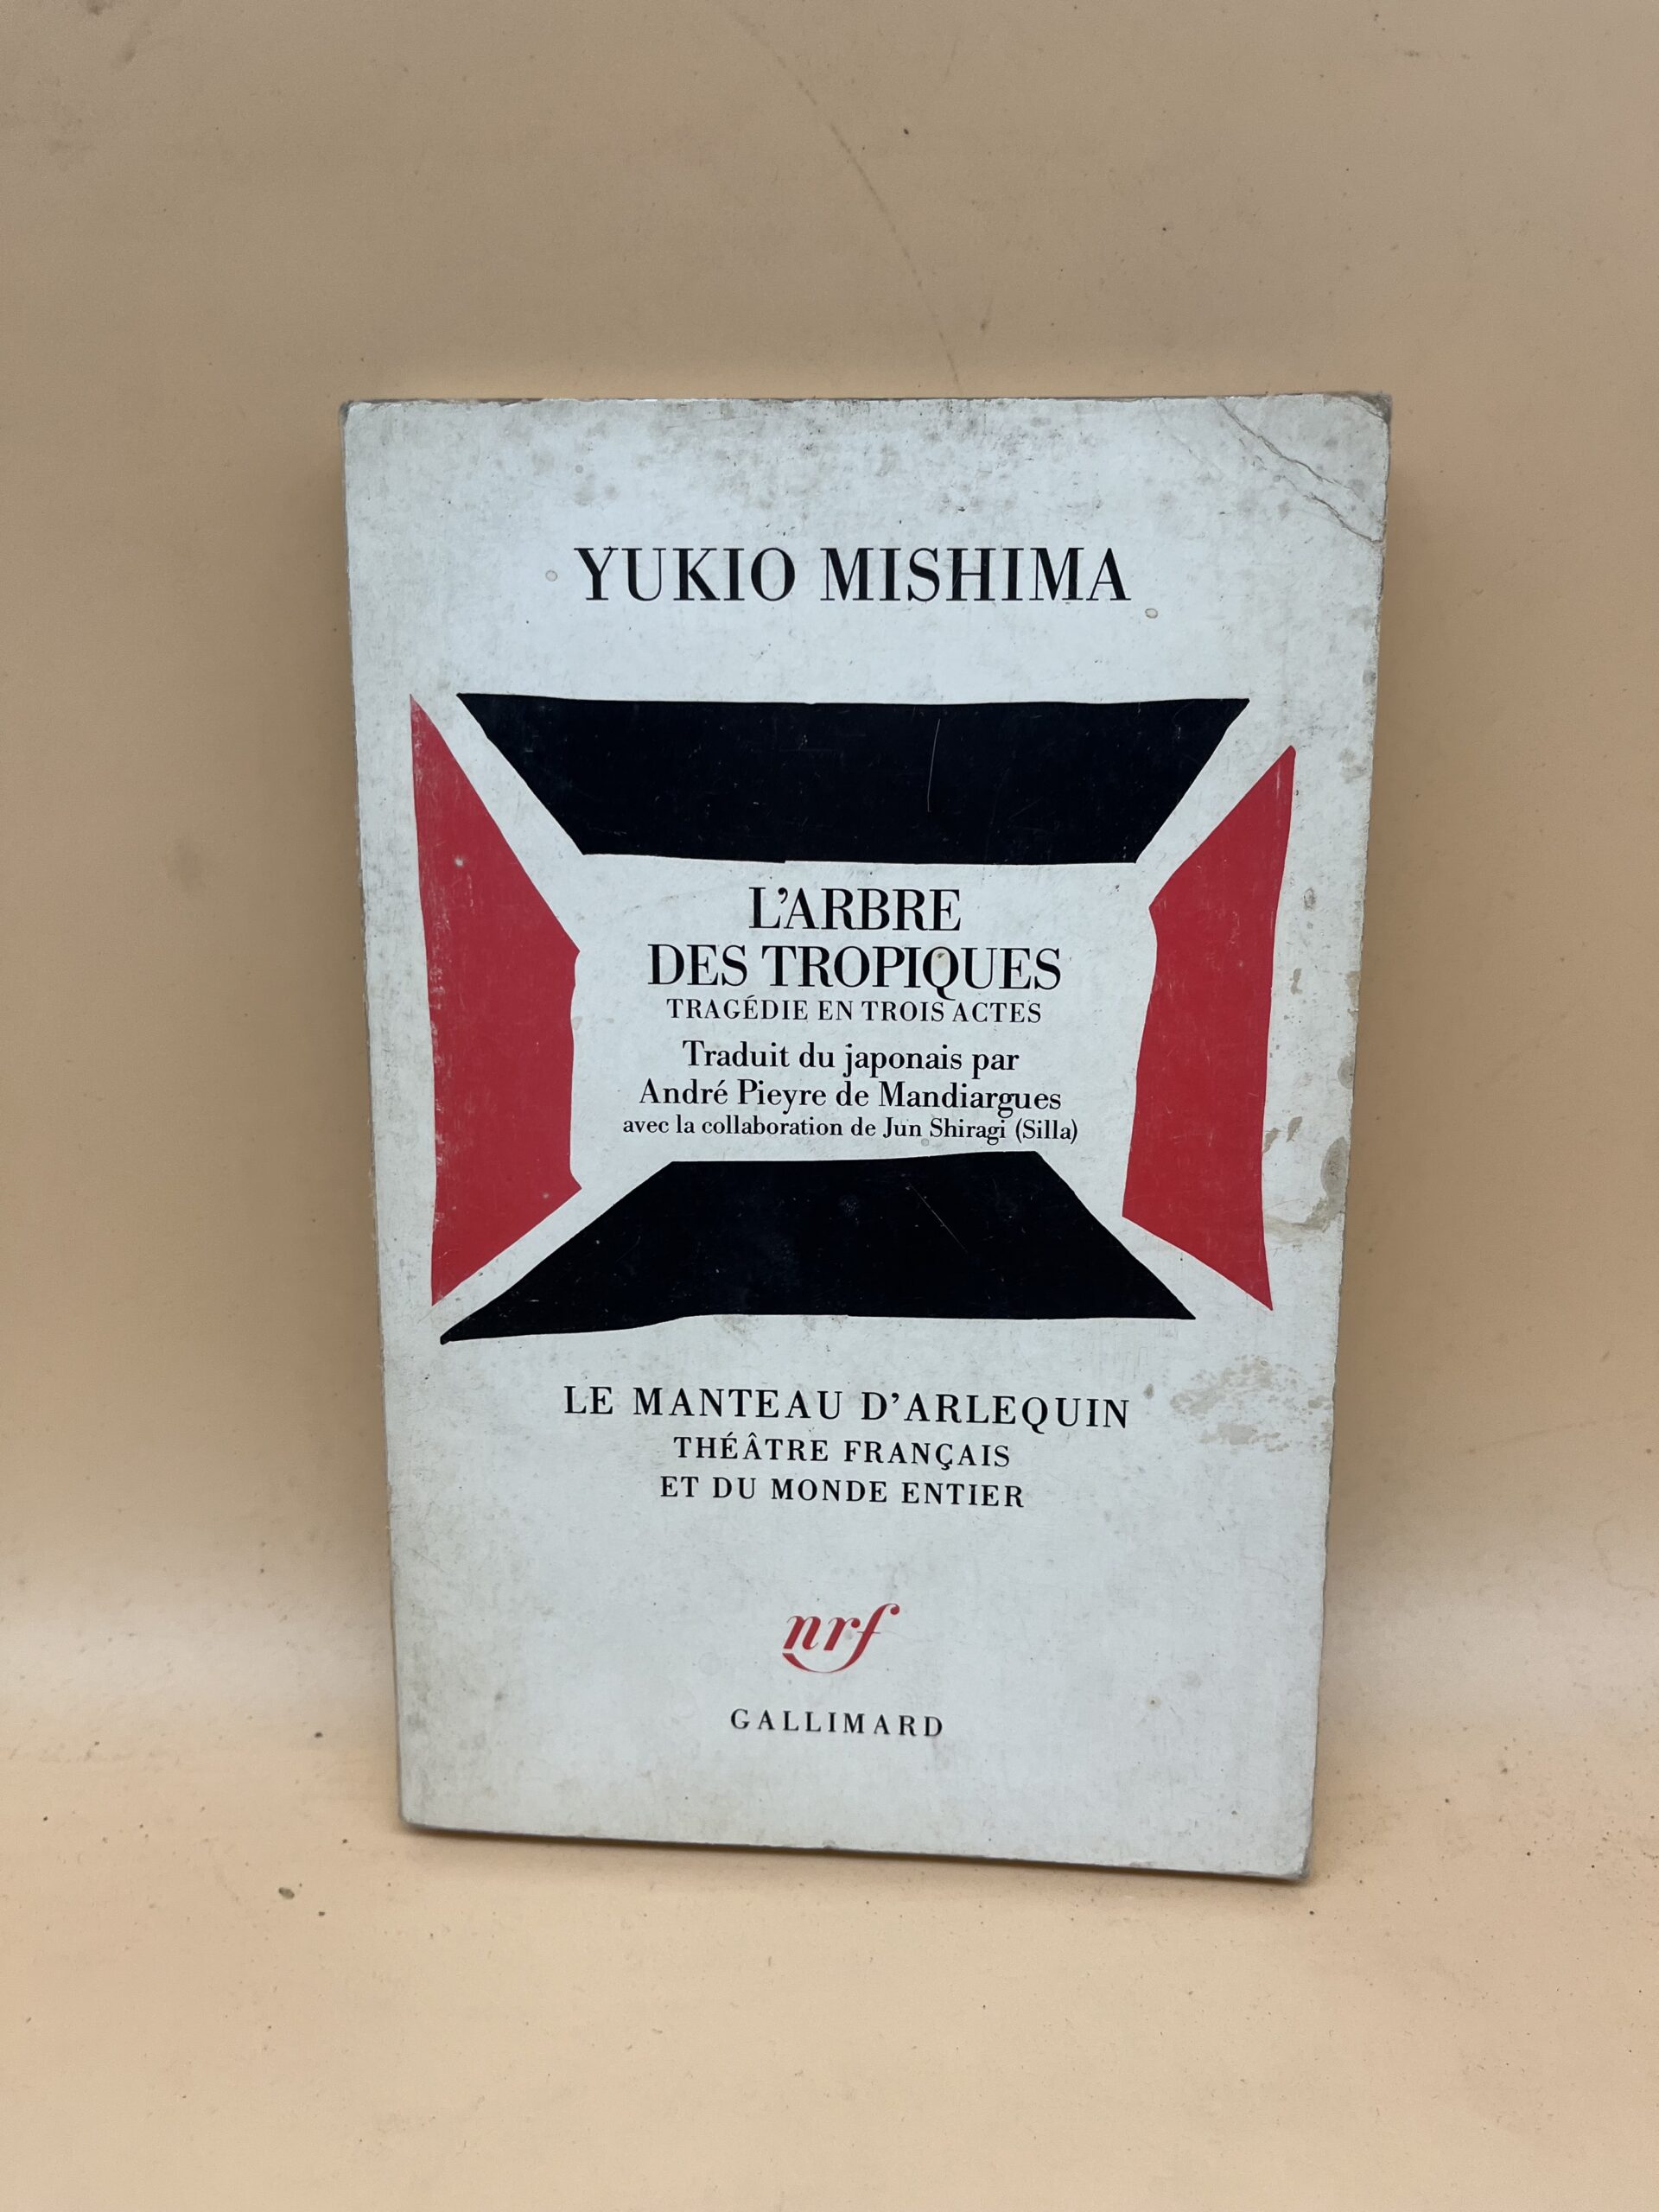 YUKIO MISHIMA
L'ARBRE
DES TROPIQUES
TRAGÉDIE EN TROIS ACTES
Traduit du japonais par
André Pieyre de Mandiargues
avec la collaboration de Jun Shiragi (Silla)
LE MANTEAU D'ARLEQUIN
THÉÂTRE FRANÇAIS
ET DU MONDE ENTIER
nrf
GALLIMARD